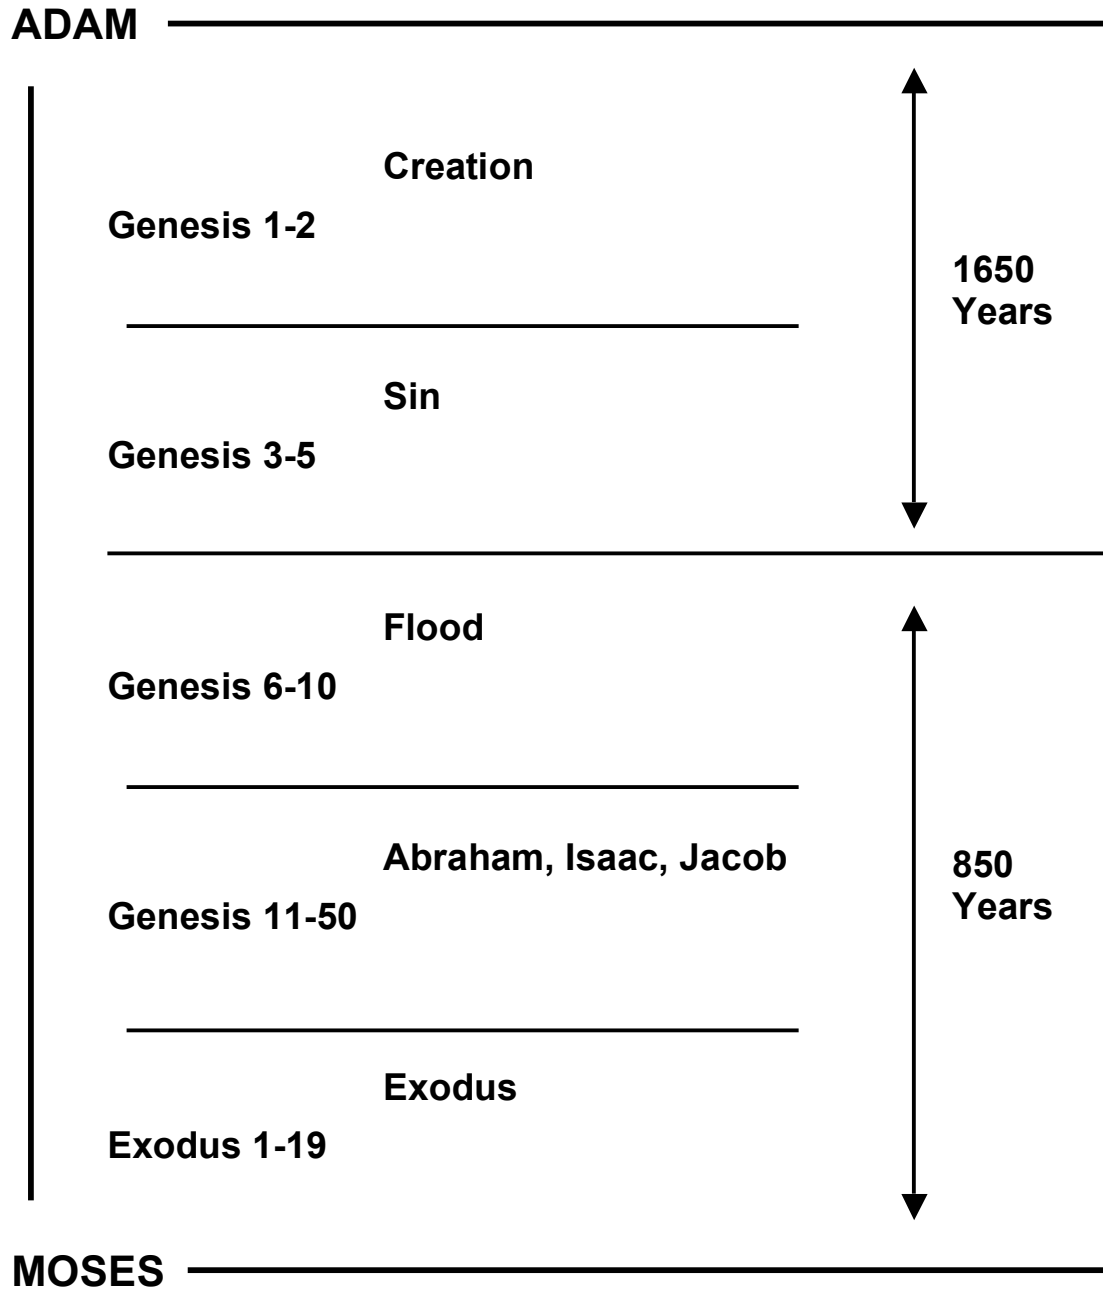 ADAM
Creation
Genesis 1-2
1650
Years
Sin
Genesis 3-5
Flood
Genesis 6-10
Abraham, Isaac, Jacob
850
Years
Genesis 11-50
Exodus
Exodus 1-19
MOSES